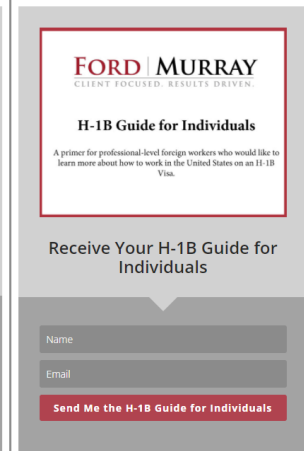 FORD | MURRAY
CLIENT FOCUSED. RESULTS DRIVEN.
H-1B Guide for Individuals
A primer for professional-level foreign workers who would like to
learn more about how to work in the United States on an H-1B
Visa.
Receive Your H-1B Guide for
Individuals
Name
Email
Send Me the H-1B Guide for Individuals